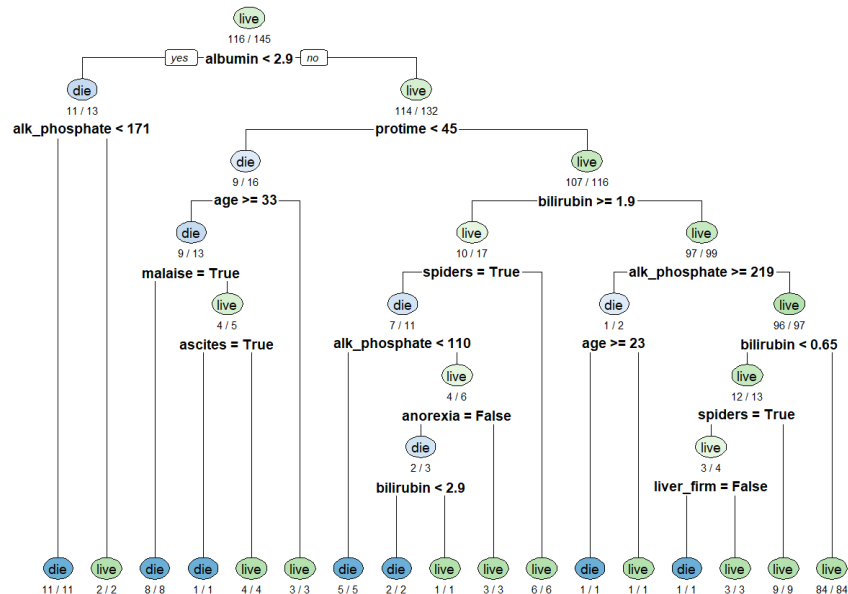 live
116 / 145
yes albumin < 2.9 no
die live
11 / 13 114 / 132
alk_phosphate < 171 protime < 45
die live
9 / 16 107 / 116
age >= 33 bilirubin >= 1.9
die live live
9 / 13 10 / 17 97 / 99
malaise = True spiders = True alk_phosphate >= 219
live die die live
4 / 5 7 / 11 1 / 2 96 / 97
ascites = True alk_phosphate < 110 age >= 23 bilirubin < 0.65
live live
4 / 6 12 / 13
anorexia = False spiders = True
die live
2 / 3 3 / 4
bilirubin < 2.9 liver_firm = False
die live die die live live die die live live live die live die live live live
11 / 11 2 / 2 8 / 8 1 / 1 4 / 4 3 / 3 5 / 5 2 / 2 1 / 1 3 / 3 6 / 6 1 / 1 1 / 1 1 / 1 3 / 3 9 / 9 84 / 84